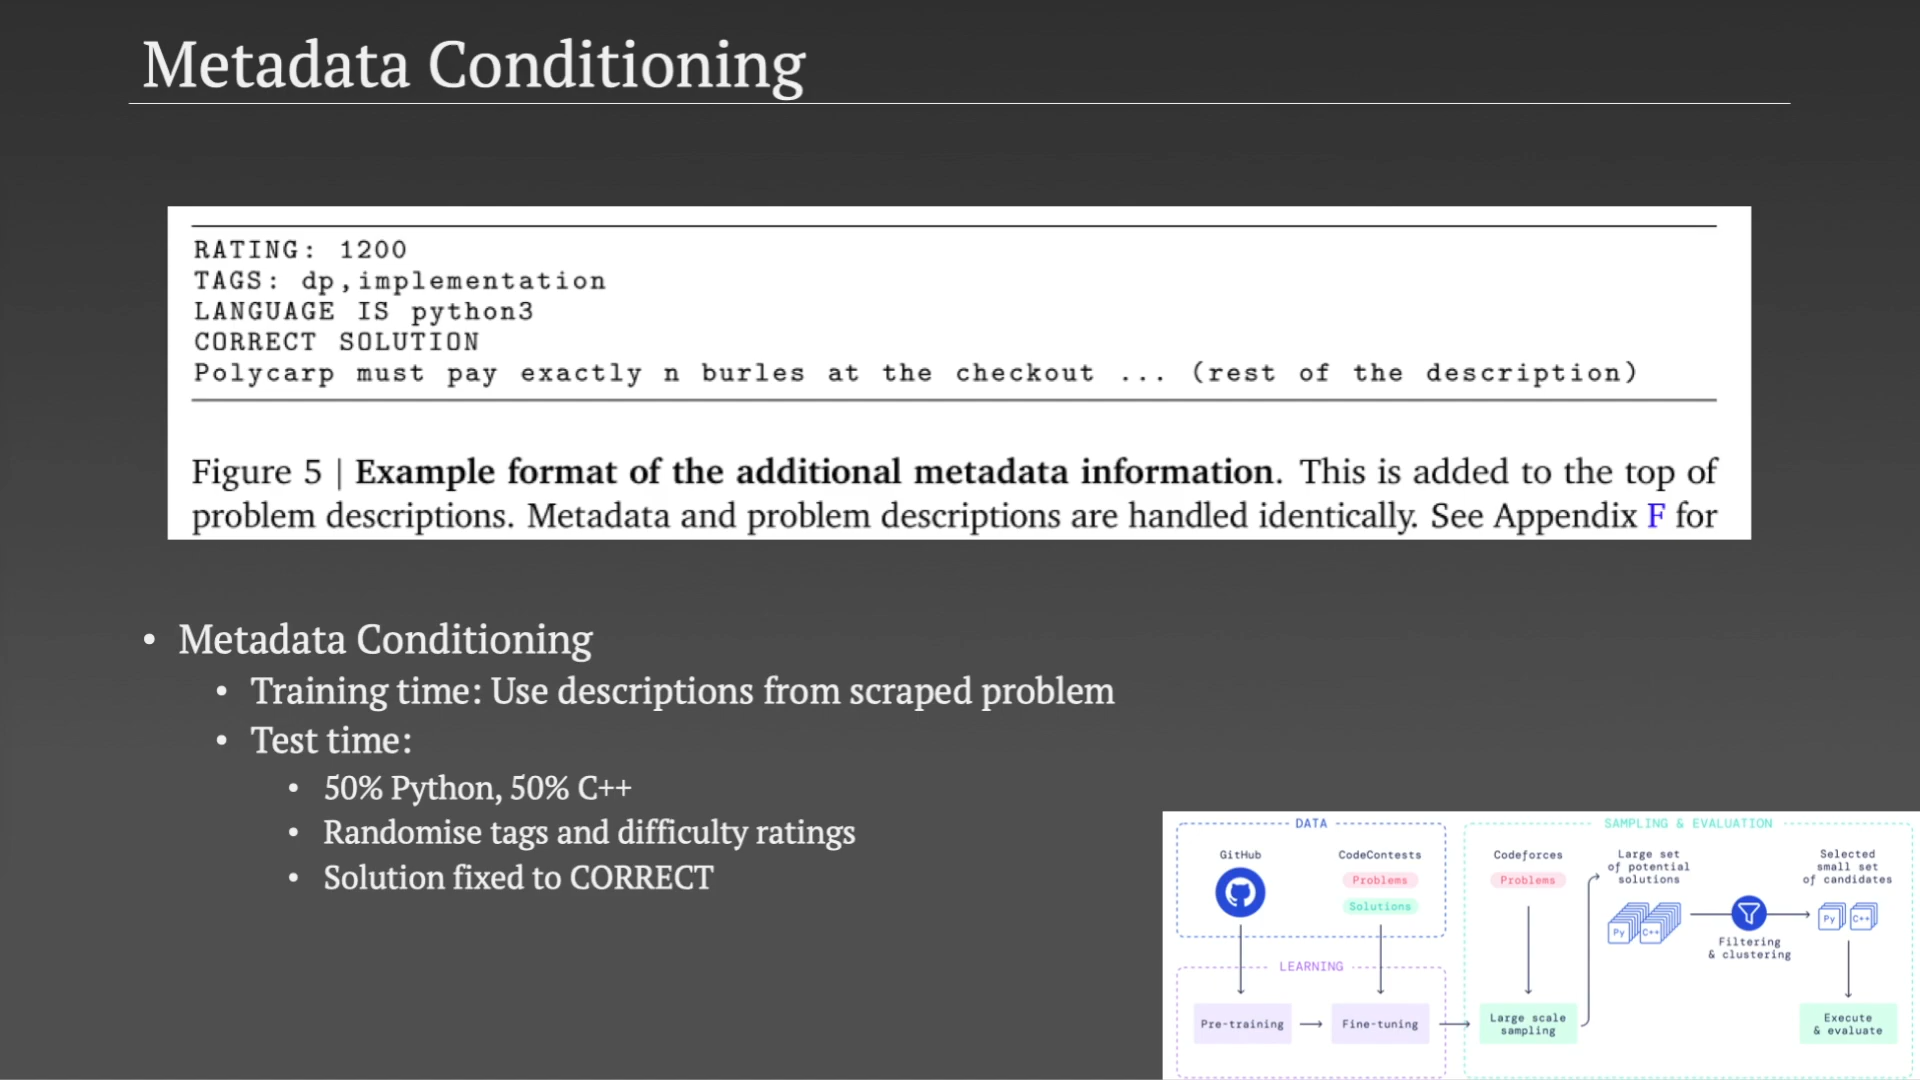 Metadata Conditioning
RATING: 1200
TAGS: dp,implementation
LANGUAGE IS python3
CORRECT SOLUTION
Polycarp must pay exactly n burles at the checkout ... (rest of the description)
Figure 5 | Example format of the additional metadata information. This is added to the top of
problem descriptions. Metadata and problem descriptions are handled identically. See Appendix F for
• Metadata Conditioning
• Training time: Use descriptions from scraped problem
• Test time:
• 50% Python, 50% C++
• Randomise tags and difficulty ratings
• Solution fixed to CORRECT
DATA
GitHub
CodeContests
Problems
Solutions
LEARNING
Pre-training
Fine-tuning
SAMPLING & EVALUATION
Codeforces
Problems
Large scale
sampling
Large set
of potential
solutions
Py
C++
Filtering
& clustering
Selected
small set
of candidates
Py
C++
Execute
& evaluate